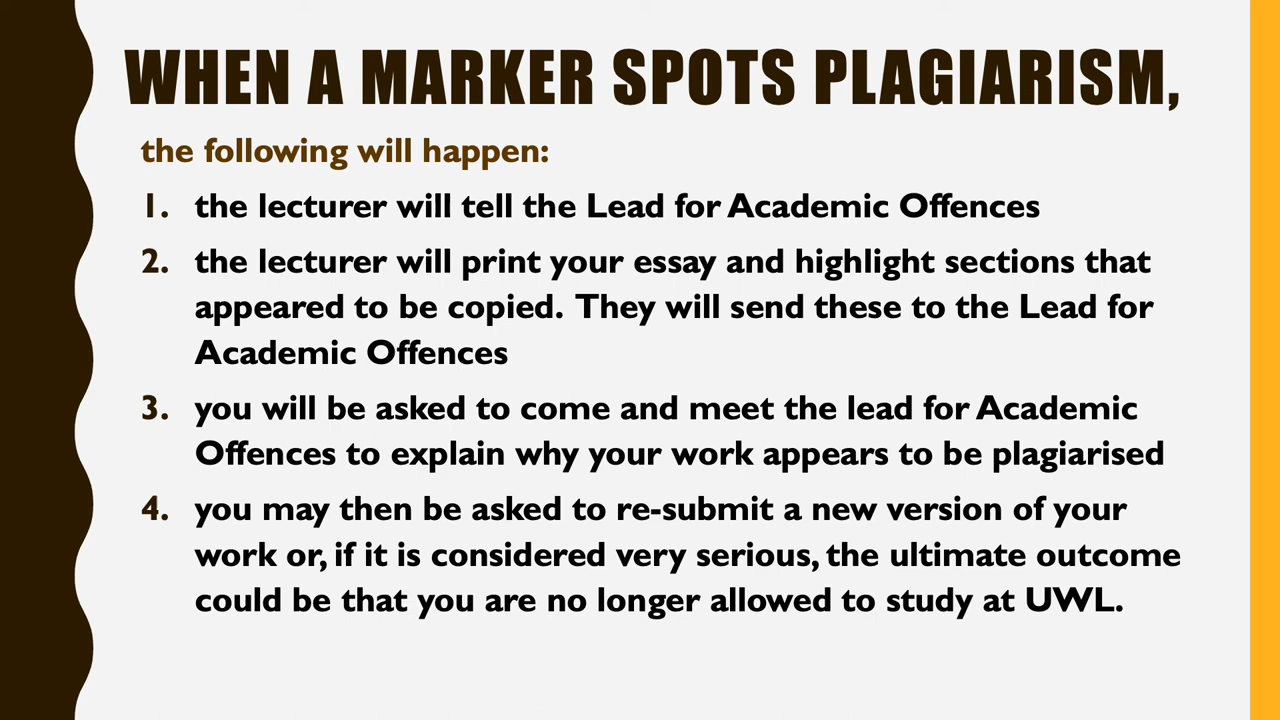 WHEN A MARKER SPOTS PLAGIARISM,
the following will happen:
1. the lecturer will tell the Lead for Academic Offences
2. the lecturer will print your essay and highlight sections that
appeared to be copied. They will send these to the Lead for
Academic Offences
3. you will be asked to come and meet the lead for Academic
Offences to explain why your work appears to be plagiarised
4. you may then be asked to re-submit a new version of your
work or, if it is considered very serious, the ultimate outcome
could be that you are no longer allowed to study at UWL.